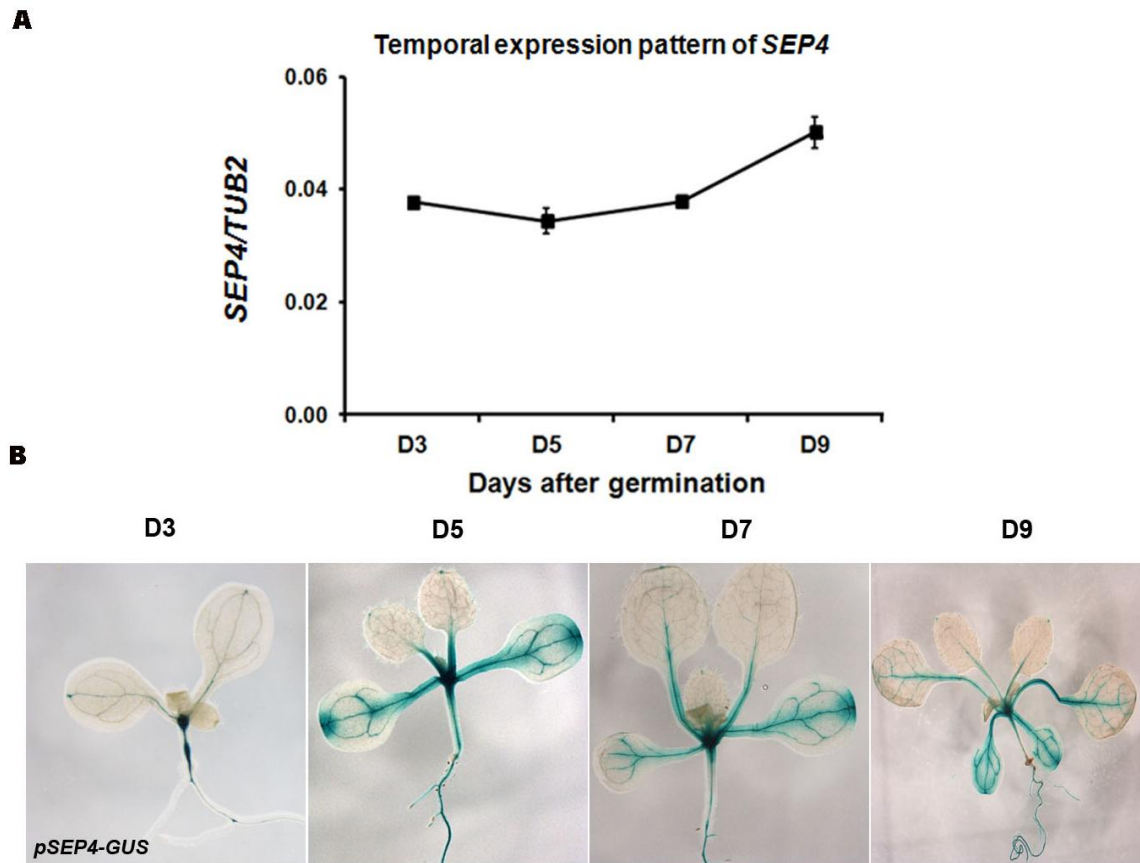 A
Temporal expression pattern of SEP4
0.06
0.04
0.02
0.00
SEP4/TUB2
D3 D5 D7 D9
Days after germination
B
D3 D5 D7 D9
pSEP4-GUS